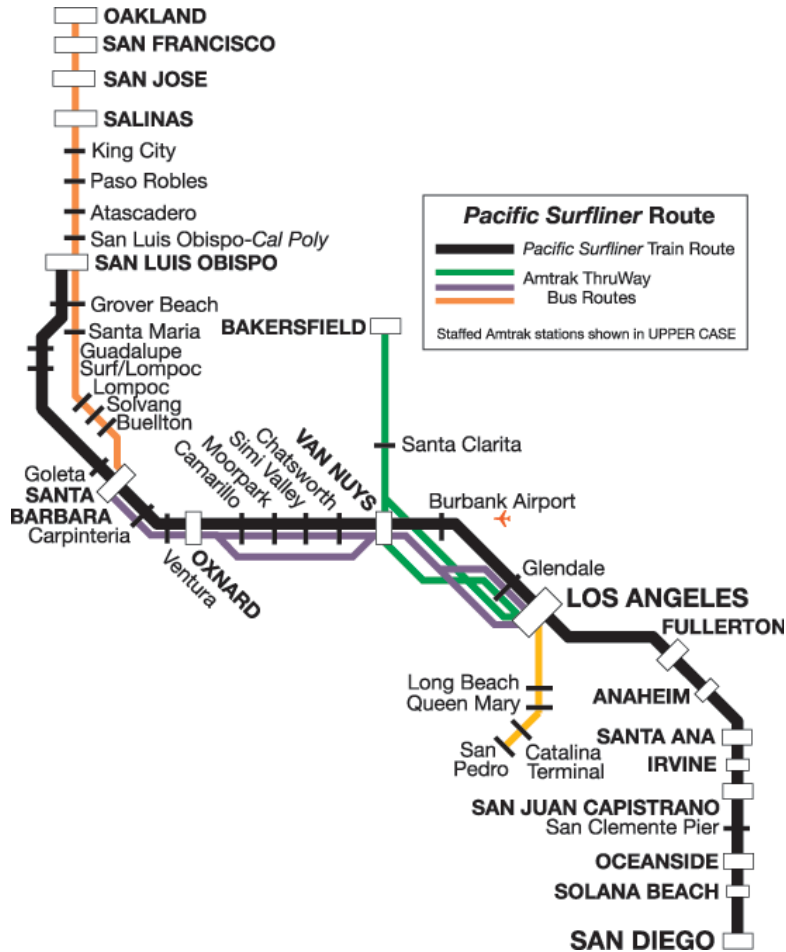 OAKLAND
SAN FRANCISCO
SAN JOSE
SALINAS
King City
Paso Robles
Atascadero
San Luis Obispo-Cal Poly
SAN LUIS OBISPO
Grover Beach
Santa Maria
Guadalupe
Surf/Lompoc
Lompoc
Solvang
Buellton
Goleta
SANTA
BARBARA
Carpinteria
Ventura
OXNARD
Camarillo
Moorpark
Simi Valley
Chatsworth
VAN NUYS
BAKERSFIELD
Santa Clarita
Burbank Airport
Glendale
LOS ANGELES
FULLERTON
ANAHEIM
SANTA ANA
IRVINE
SAN JUAN CAPISTRANO
San Clemente Pier
OCEANSIDE
SOLANA BEACH
SAN DIEGO
Long Beach
Queen Mary
Catalina
Terminal
San
Pedro
Pacific Surfliner Route
Pacific Surfliner Train Route
Amtrak ThruWay
Bus Routes
Staffed Amtrak stations shown in UPPER CASE